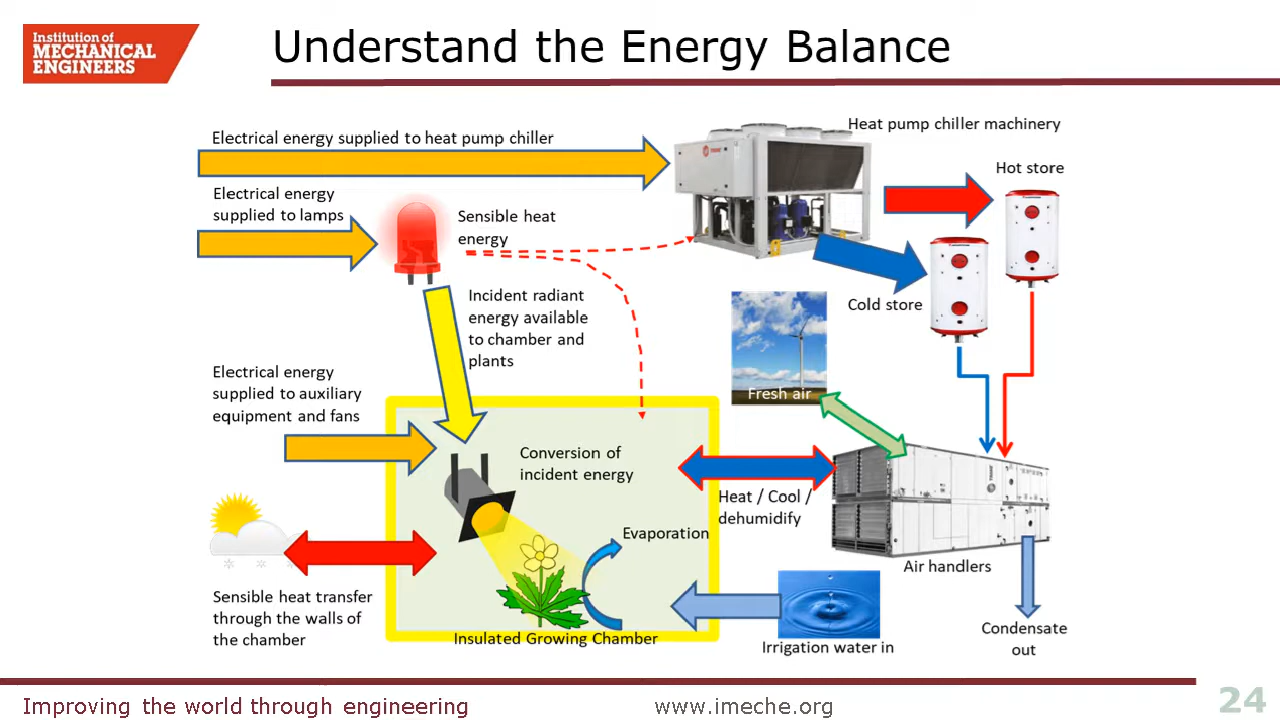 Institution of
MECHANICAL
ENGINEERS
Understand the Energy Balance
Electrical energy supplied to heat pump chiller
Heat pump chiller machinery
Electrical energy
supplied to lamps
Sensible heat
energy
Hot store
Cold store
Incident radiant
energy available
to chamber and
plants
Fresh air
Electrical energy
supplied to auxiliary
equipment and fans
Conversion of
incident energy
Heat / Cool /
dehumidify
Evaporation
Air handlers
Sensible heat transfer
through the walls of
the chamber
Insulated Growing Chamber
Irrigation water in
Condensate
out
Improving the world through engineering
www.imeche.org
24